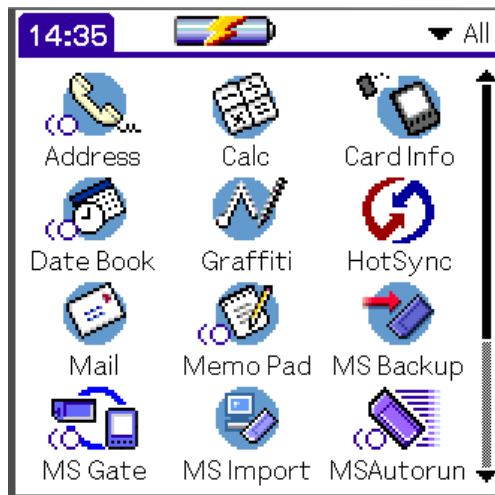 14:35 All
Address Calc Card Info
Date Book Graffiti HotSync
Mail Memo Pad MS Backup
MS Gate MS Import MSAutorun